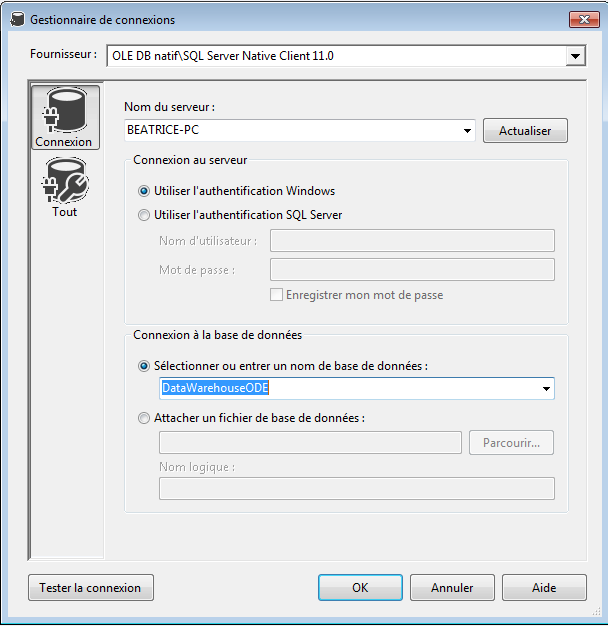 Gestionnaire de connexions
Fournisseur : OLE DB natif\SQL Server Native Client 11.0
Connexion
Tout
Nom du serveur :
BEATRICE-PC Actualiser
Connexion au serveur
Utiliser l'authentification Windows
Utiliser l'authentification SQL Server
Nom d'utilisateur :
Mot de passe :
Enregistrer mon mot de passe
Connexion à la base de données
Sélectionner ou entrer un nom de base de données :
DataWarehouseODE
Attacher un fichier de base de données :
Parcourir...
Nom logique :
Tester la connexion OK Annuler Aide